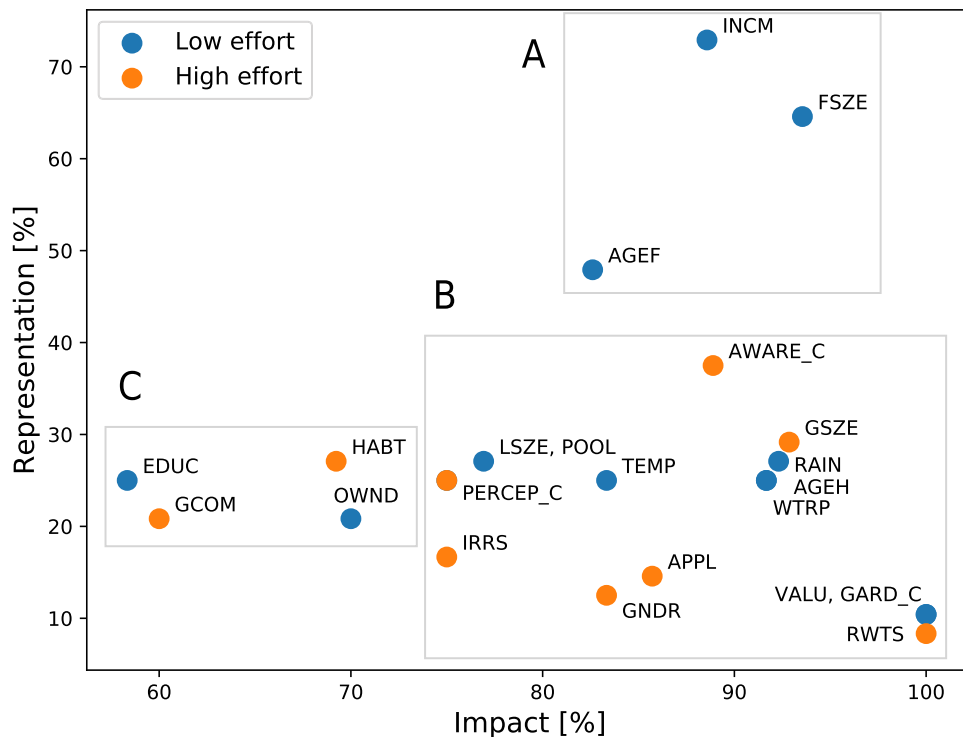 Low effort
High effort
A
INCM
FSZE
AGEF
B
AWARE_C
C
HABT
GSZE
EDUC
LSZE, POOL
TEMP
RAIN
AGEH
GCOM
OWND
PERCEP_C
WTRP
IRRS
APPL
GNDR
VALU, GARD_C
RWTS
70
60
50
40
30
20
10
Representation [%]
60 70 80 90 100
Impact [%]